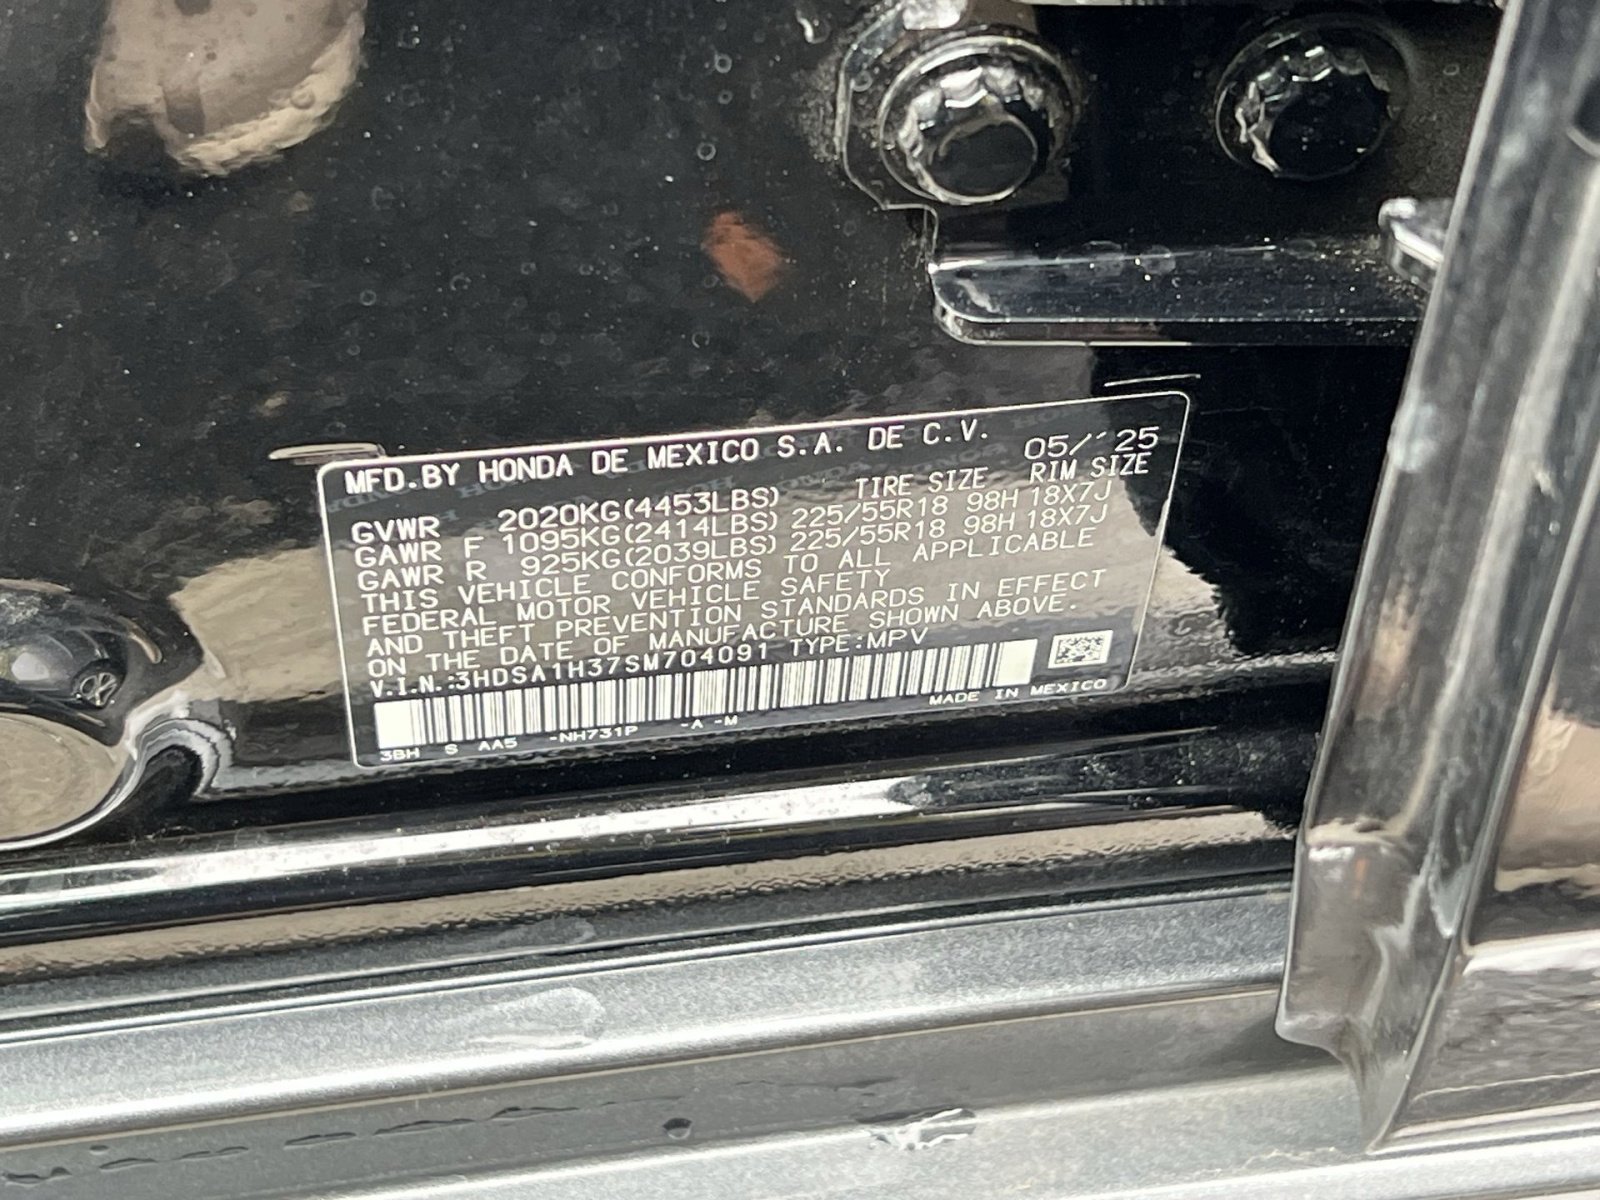 MFD.BY HONDA DE MEXICO S.A. DE C.V. 05/'25
TIRE SIZE RIM SIZE
GVWR 2020KG(4453LBS)
GAWR F 1095KG(2414LBS) 225/55R18 98H 18X7J
GAWR R 925KG(2039LBS) 225/55R18 98H 18X7J
THIS VEHICLE CONFORMS TO ALL APPLICABLE
FEDERAL MOTOR VEHICLE SAFETY
AND THEFT PREVENTION STANDARDS IN EFFECT
ON THE DATE OF MANUFACTURE SHOWN ABOVE.
V.I.N.:3HDSA1H37SM704091 TYPE:MPV
MADE IN MEXICO
3BH S AA5 -NH731P -A -M